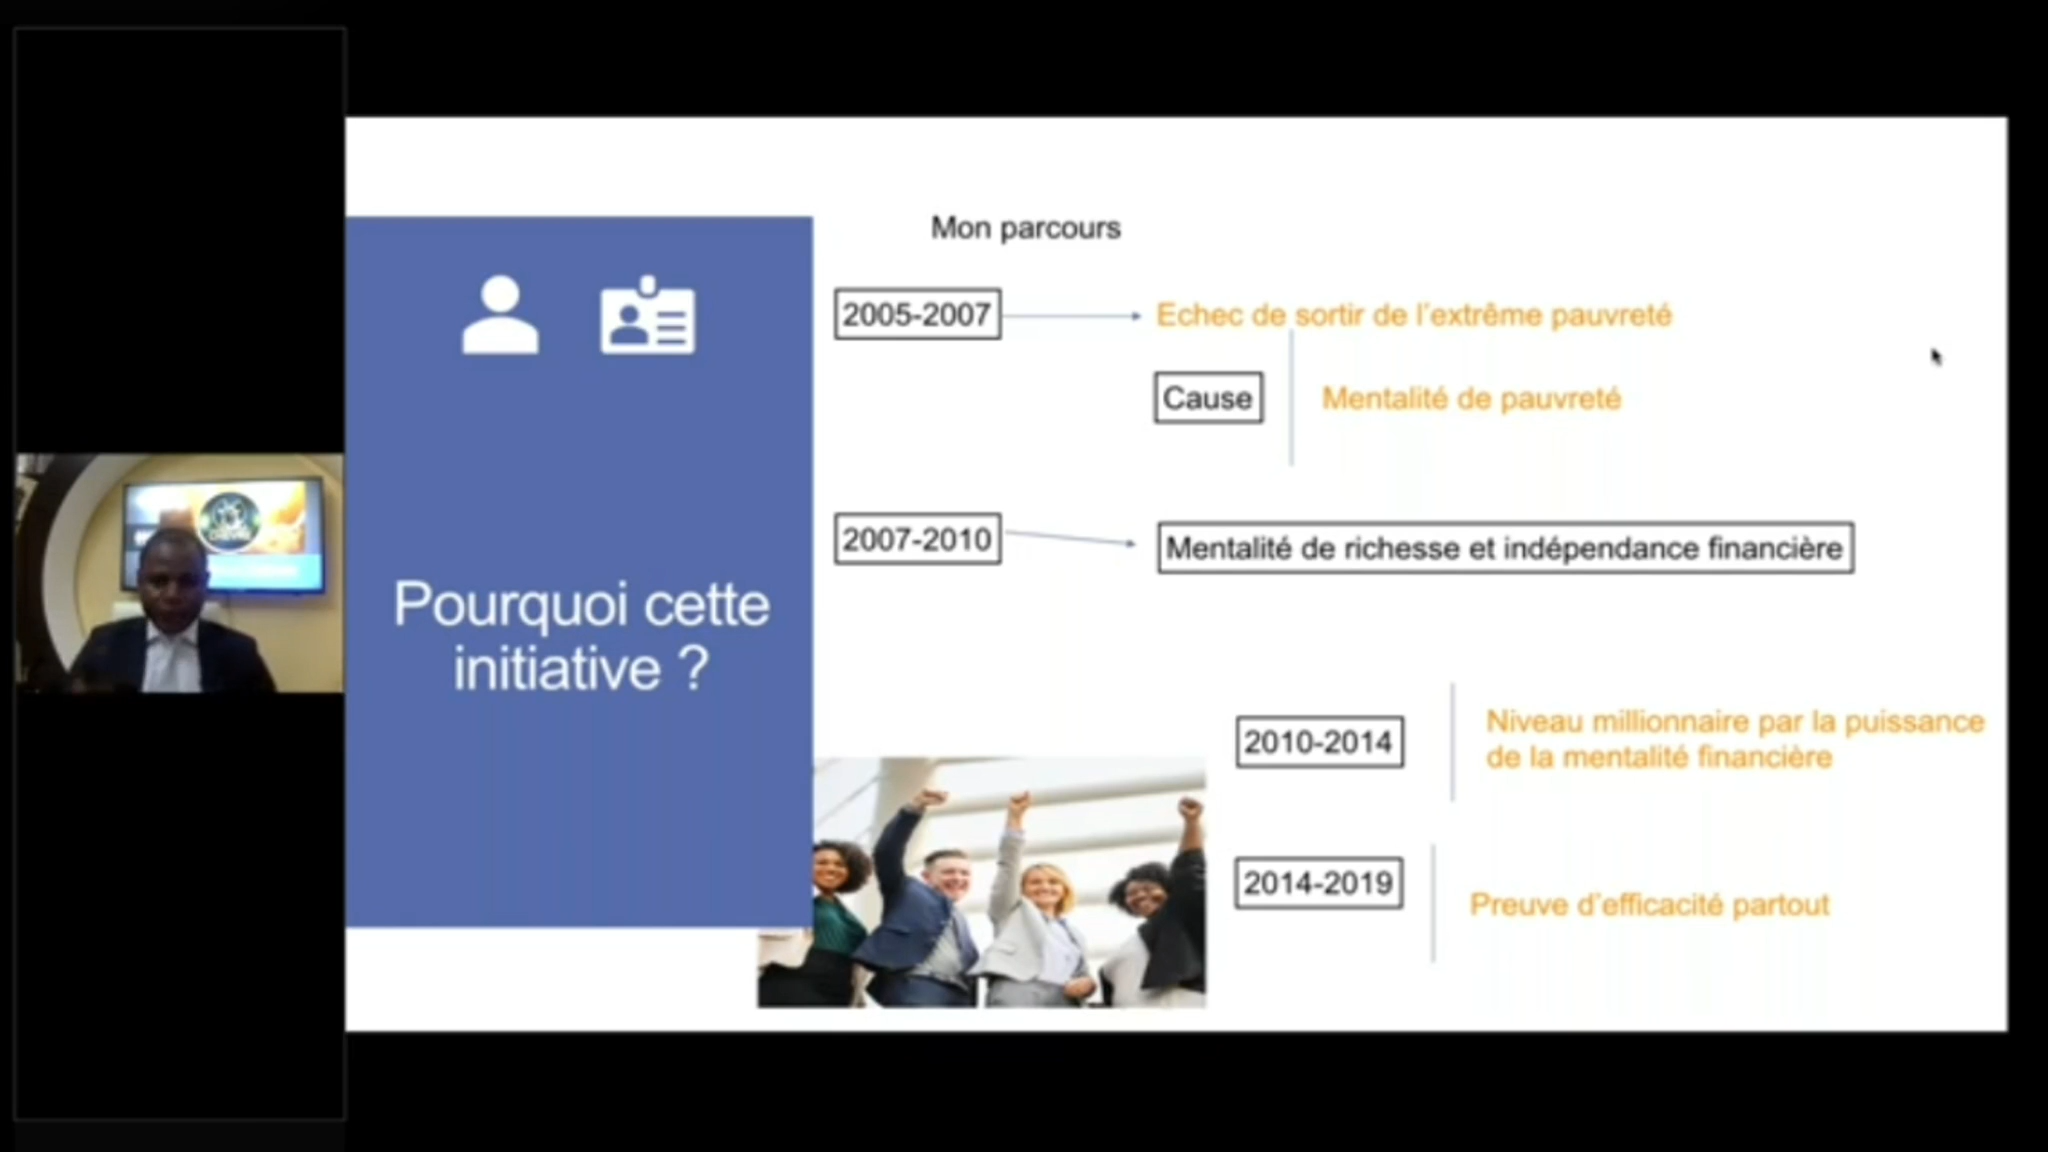 Mon parcours
2005-2007
Echec de sortir de l'extrême pauvreté
Cause
Mentalité de pauvreté
2007-2010
Mentalité de richesse et indépendance financière
Pourquoi cette
initiative ?
2010-2014
Niveau millionnaire par la puissance
de la mentalité financière
2014-2019
Preuve d'efficacité partout